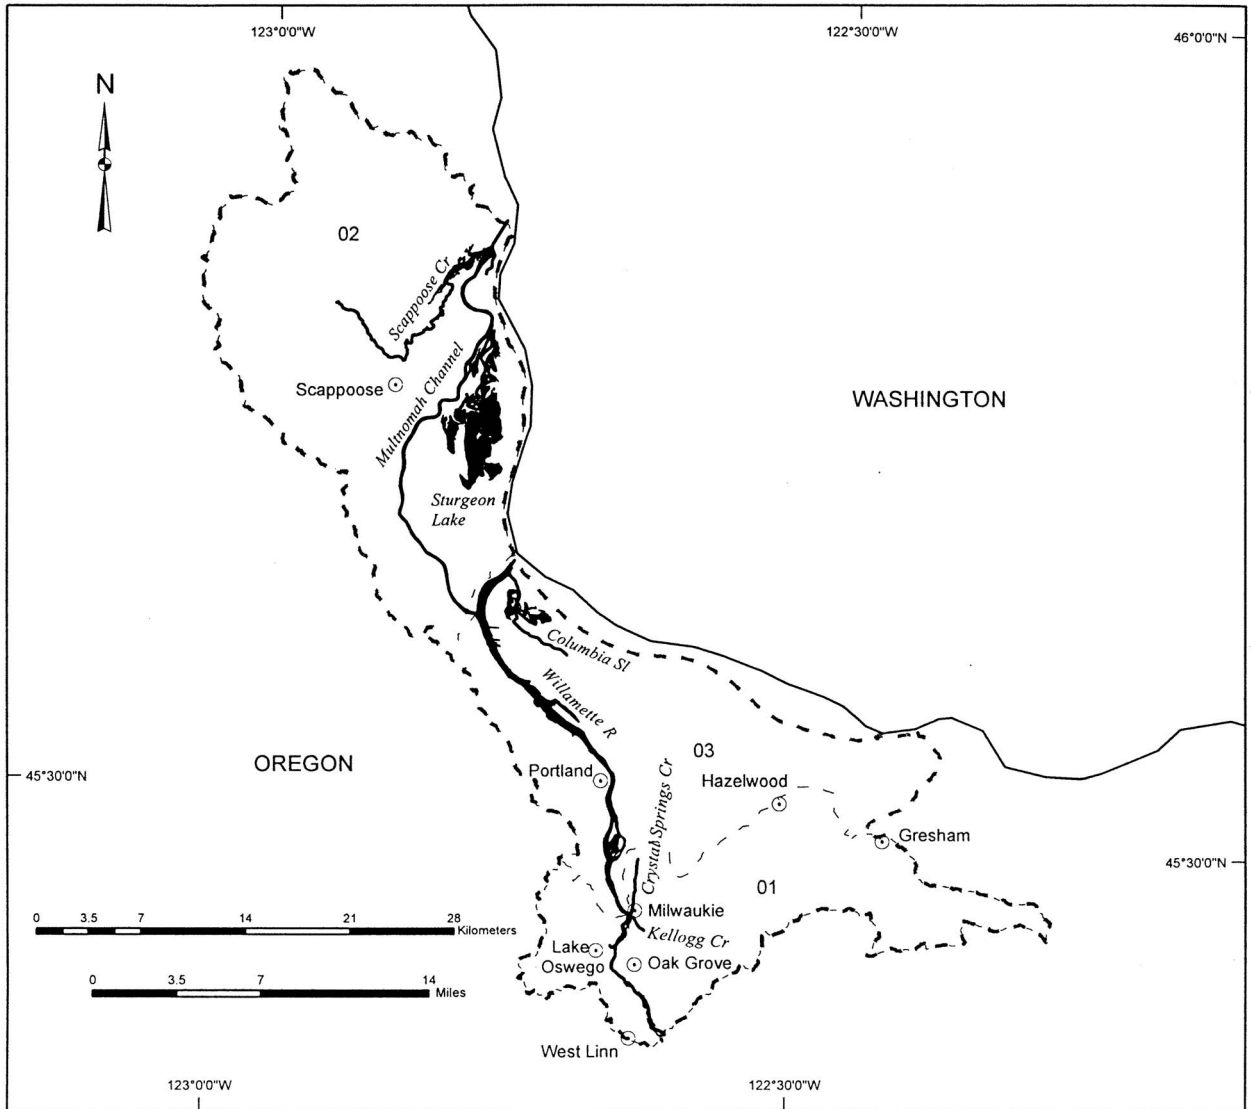 123°0'0"W
122°30'0"W
46°0'0"N
N
02
Scappoose Cr
Scappoose
Multnomah Channel
WASHINGTON
Sturgeon
Lake
Columbia Sl
Willamette R
OREGON
03
45°30'0"N
Portland
Hazelwood
Crystal Springs Cr
Gresham
45°30'0"N
01
Milwaukie
0 3.5 7 14 21 28
Kilometers
Kellogg Cr
Lake
Oswego
Oak Grove
0 3.5 7 14
Miles
West Linn
123°0'0"W
122°30'0"W